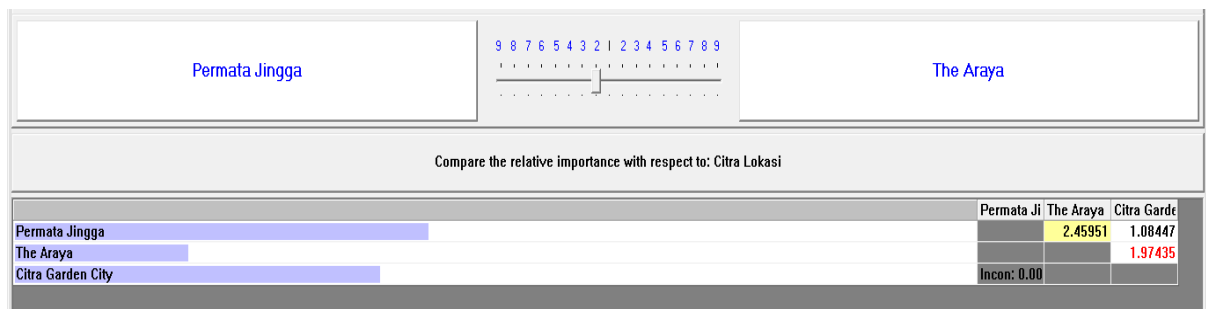 9 8 7 6 5 4 3 2 1 2 3 4 5 6 7 8 9
Permata Jingga
The Araya
Compare the relative importance with respect to: Citra Lokasi
Permata Ji The Araya Citra Garde
Permata Jingga 2.45951 1.08447
The Araya 1.97435
Citra Garden City Incon: 0.00